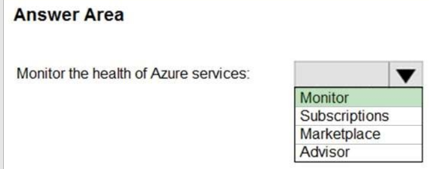 Answer Area
Monitor the health of Azure services:
Monitor
Subscriptions
Marketplace
Advisor